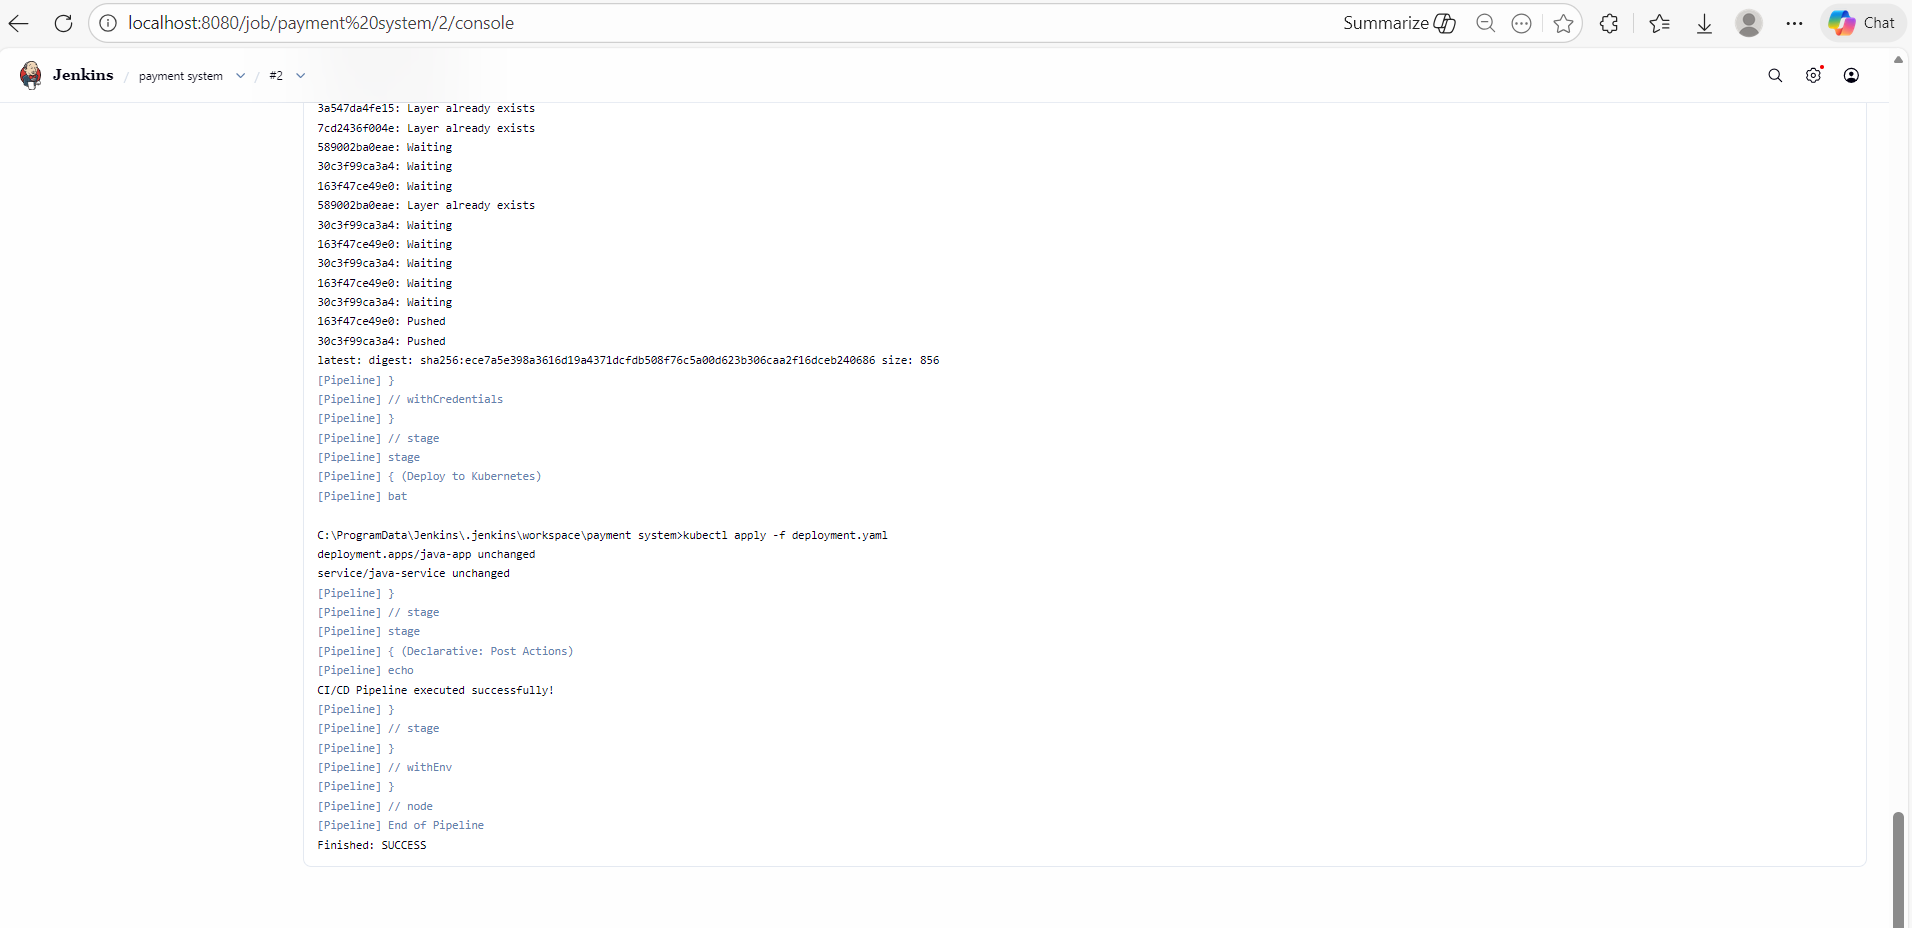 localhost:8080/job/payment%20system/2/console
Summarize
Chat
Jenkins / payment system / #2
3a547da4fe15: Layer already exists
7cd2436f004e: Layer already exists
589002ba0eae: Waiting
30c3f99ca3a4: Waiting
163f47ce49e0: Waiting
589002ba0eae: Layer already exists
30c3f99ca3a4: Waiting
163f47ce49e0: Waiting
30c3f99ca3a4: Waiting
163f47ce49e0: Waiting
30c3f99ca3a4: Waiting
163f47ce49e0: Pushed
30c3f99ca3a4: Pushed
latest: digest: sha256:ece7a5e398a3616d19a4371dcfdb508f76c5a00d623b306caa2f16dceb240686 size: 856
[Pipeline] }
[Pipeline] // withCredentials
[Pipeline] }
[Pipeline] // stage
[Pipeline] stage
[Pipeline] { (Deploy to Kubernetes)
[Pipeline] bat
C:\ProgramData\Jenkins\.jenkins\workspace\payment system>kubectl apply -f deployment.yaml
deployment.apps/java-app unchanged
service/java-service unchanged
[Pipeline] }
[Pipeline] // stage
[Pipeline] stage
[Pipeline] { (Declarative: Post Actions)
[Pipeline] echo
CI/CD Pipeline executed successfully!
[Pipeline] }
[Pipeline] // stage
[Pipeline] }
[Pipeline] // withEnv
[Pipeline] }
[Pipeline] // node
[Pipeline] End of Pipeline
Finished: SUCCESS